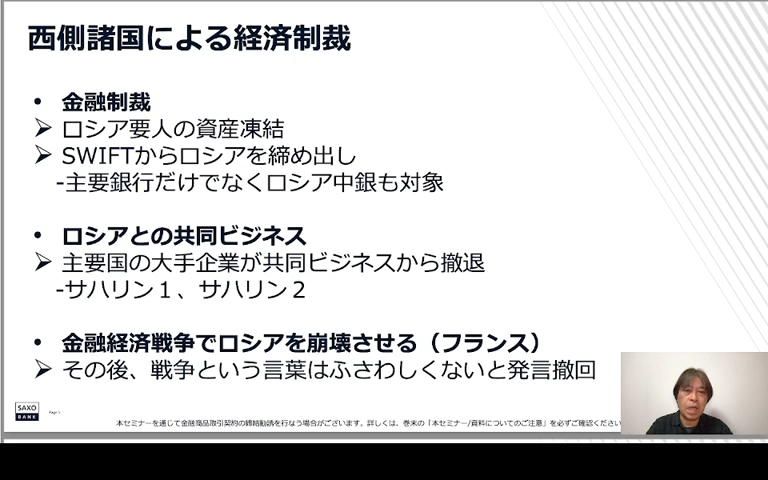 西側諸国による経済制裁
• 金融制裁
➢ ロシア要人の資産凍結
➢ SWIFTからロシアを締め出し
-主要銀行だけでなくロシア中銀も対象
• ロシアとの共同ビジネス
➢ 主要国の大手企業が共同ビジネスから撤退
-サハリン１、サハリン２
• 金融経済戦争でロシアを崩壊させる（フランス）
➢ その後、戦争という言葉はふさわしくないと発言撤回
SAXO
BANK
Page 5
本セミナーを通じて金融商品取引契約の締結勧誘を行なう場合がございます。詳しくは、巻末の「本セミナー/資料についてのご注意」を必ずご確認ください